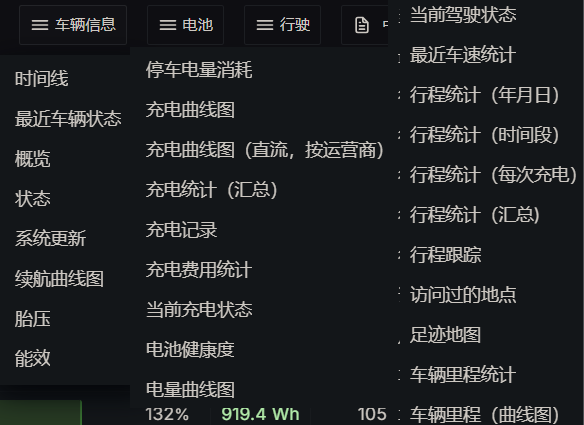 车辆信息
电池
行驶
时间线
最近车辆状态
概览
状态
系统更新
续航曲线图
胎压
能效
停车电量消耗
充电曲线图
充电曲线图（直流，按运营商）
充电统计（汇总）
充电记录
充电费用统计
当前充电状态
电池健康度
电量曲线图
132%
919.4 Wh
105
当前驾驶状态
最近车速统计
行程统计（年月日）
行程统计（时间段）
行程统计（每次充电）
行程统计（汇总）
行程跟踪
访问过的地点
足迹地图
车辆里程统计
车辆里程（曲线图）